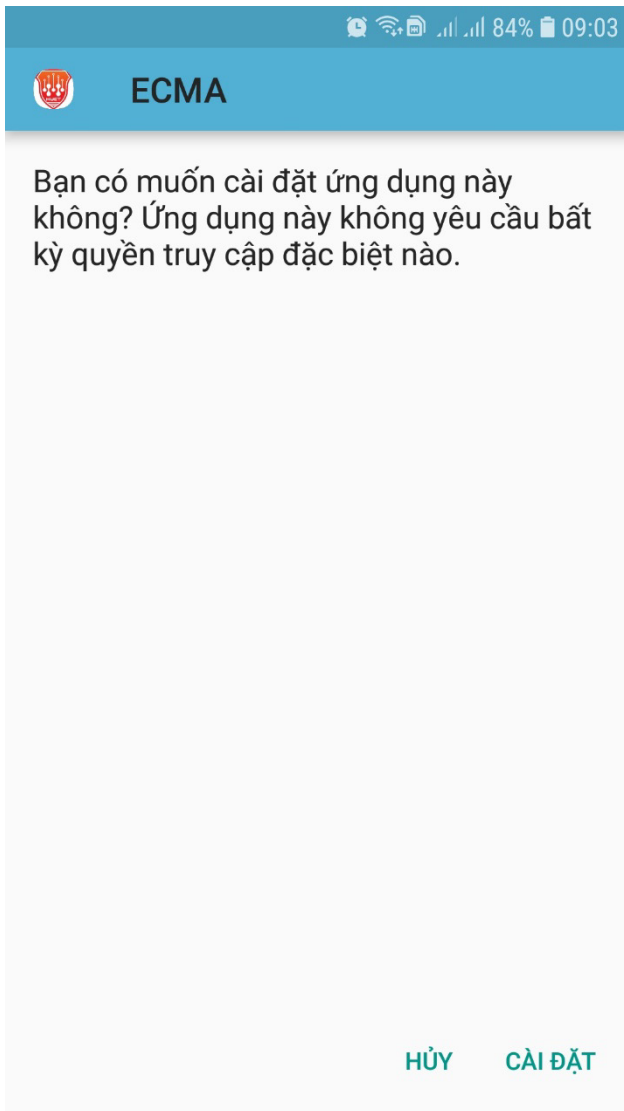 84% 09:03
ECMA
Bạn có muốn cài đặt ứng dụng này
không? Ứng dụng này không yêu cầu bất
kỳ quyền truy cập đặc biệt nào.
HỦY CÀI ĐẶT